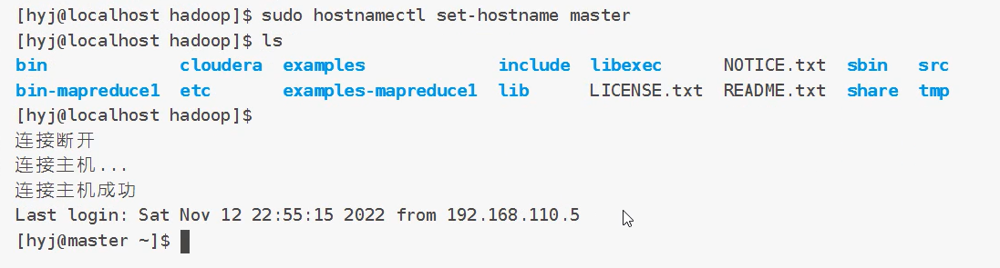 [hyj@localhost hadoop]$ sudo hostnamectl set-hostname master
[hyj@localhost hadoop]$ ls
bin             cloudera  examples             include  libexec      NOTICE.txt  sbin   src
bin-mapreduce1  etc       examples-mapreduce1  lib      LICENSE.txt  README.txt  share  tmp
[hyj@localhost hadoop]$
连接断开
连接主机...
连接主机成功
Last login: Sat Nov 12 22:55:15 2022 from 192.168.110.5
[hyj@master ~]$